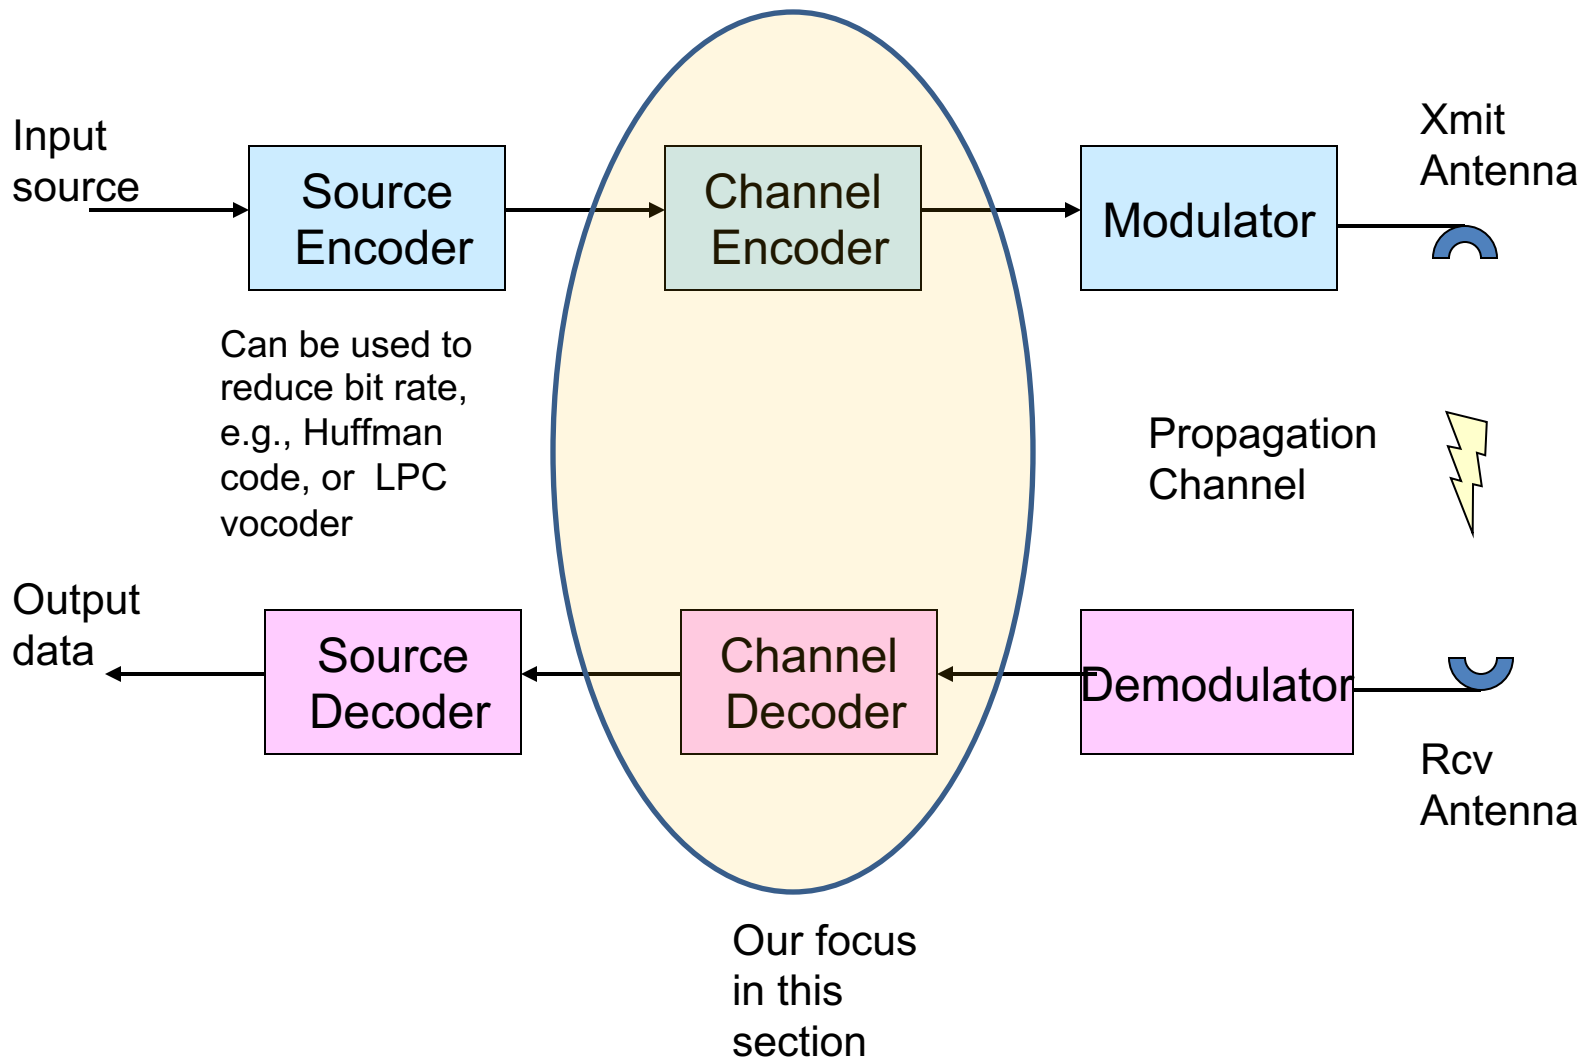 Input
source
Source
Encoder
Channel
Encoder
Modulator
Xmit
Antenna
Can be used to
reduce bit rate,
e.g., Huffman
code, or LPC
vocoder
Propagation
Channel
Output
data
Source
Decoder
Channel
Decoder
Demodulator
Rcv
Antenna
Our focus
in this
section